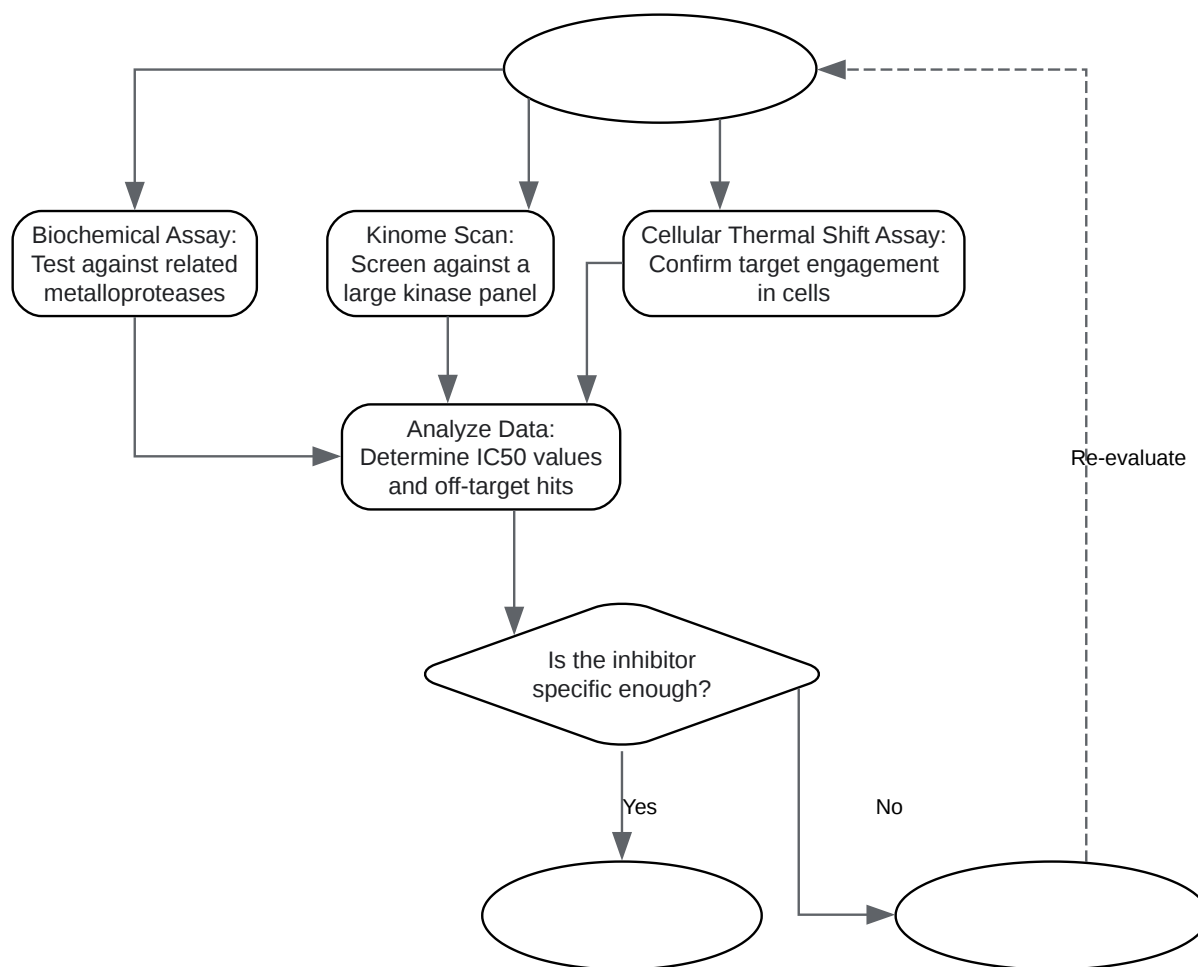 Biochemical Assay:
Test against related
metalloproteases
Kinome Scan:
Screen against a
large kinase panel
Cellular Thermal Shift Assay:
Confirm target engagement
in cells
Analyze Data:
Determine IC50 values
and off-target hits
Re-evaluate
Is the inhibitor
specific enough?
Yes
No